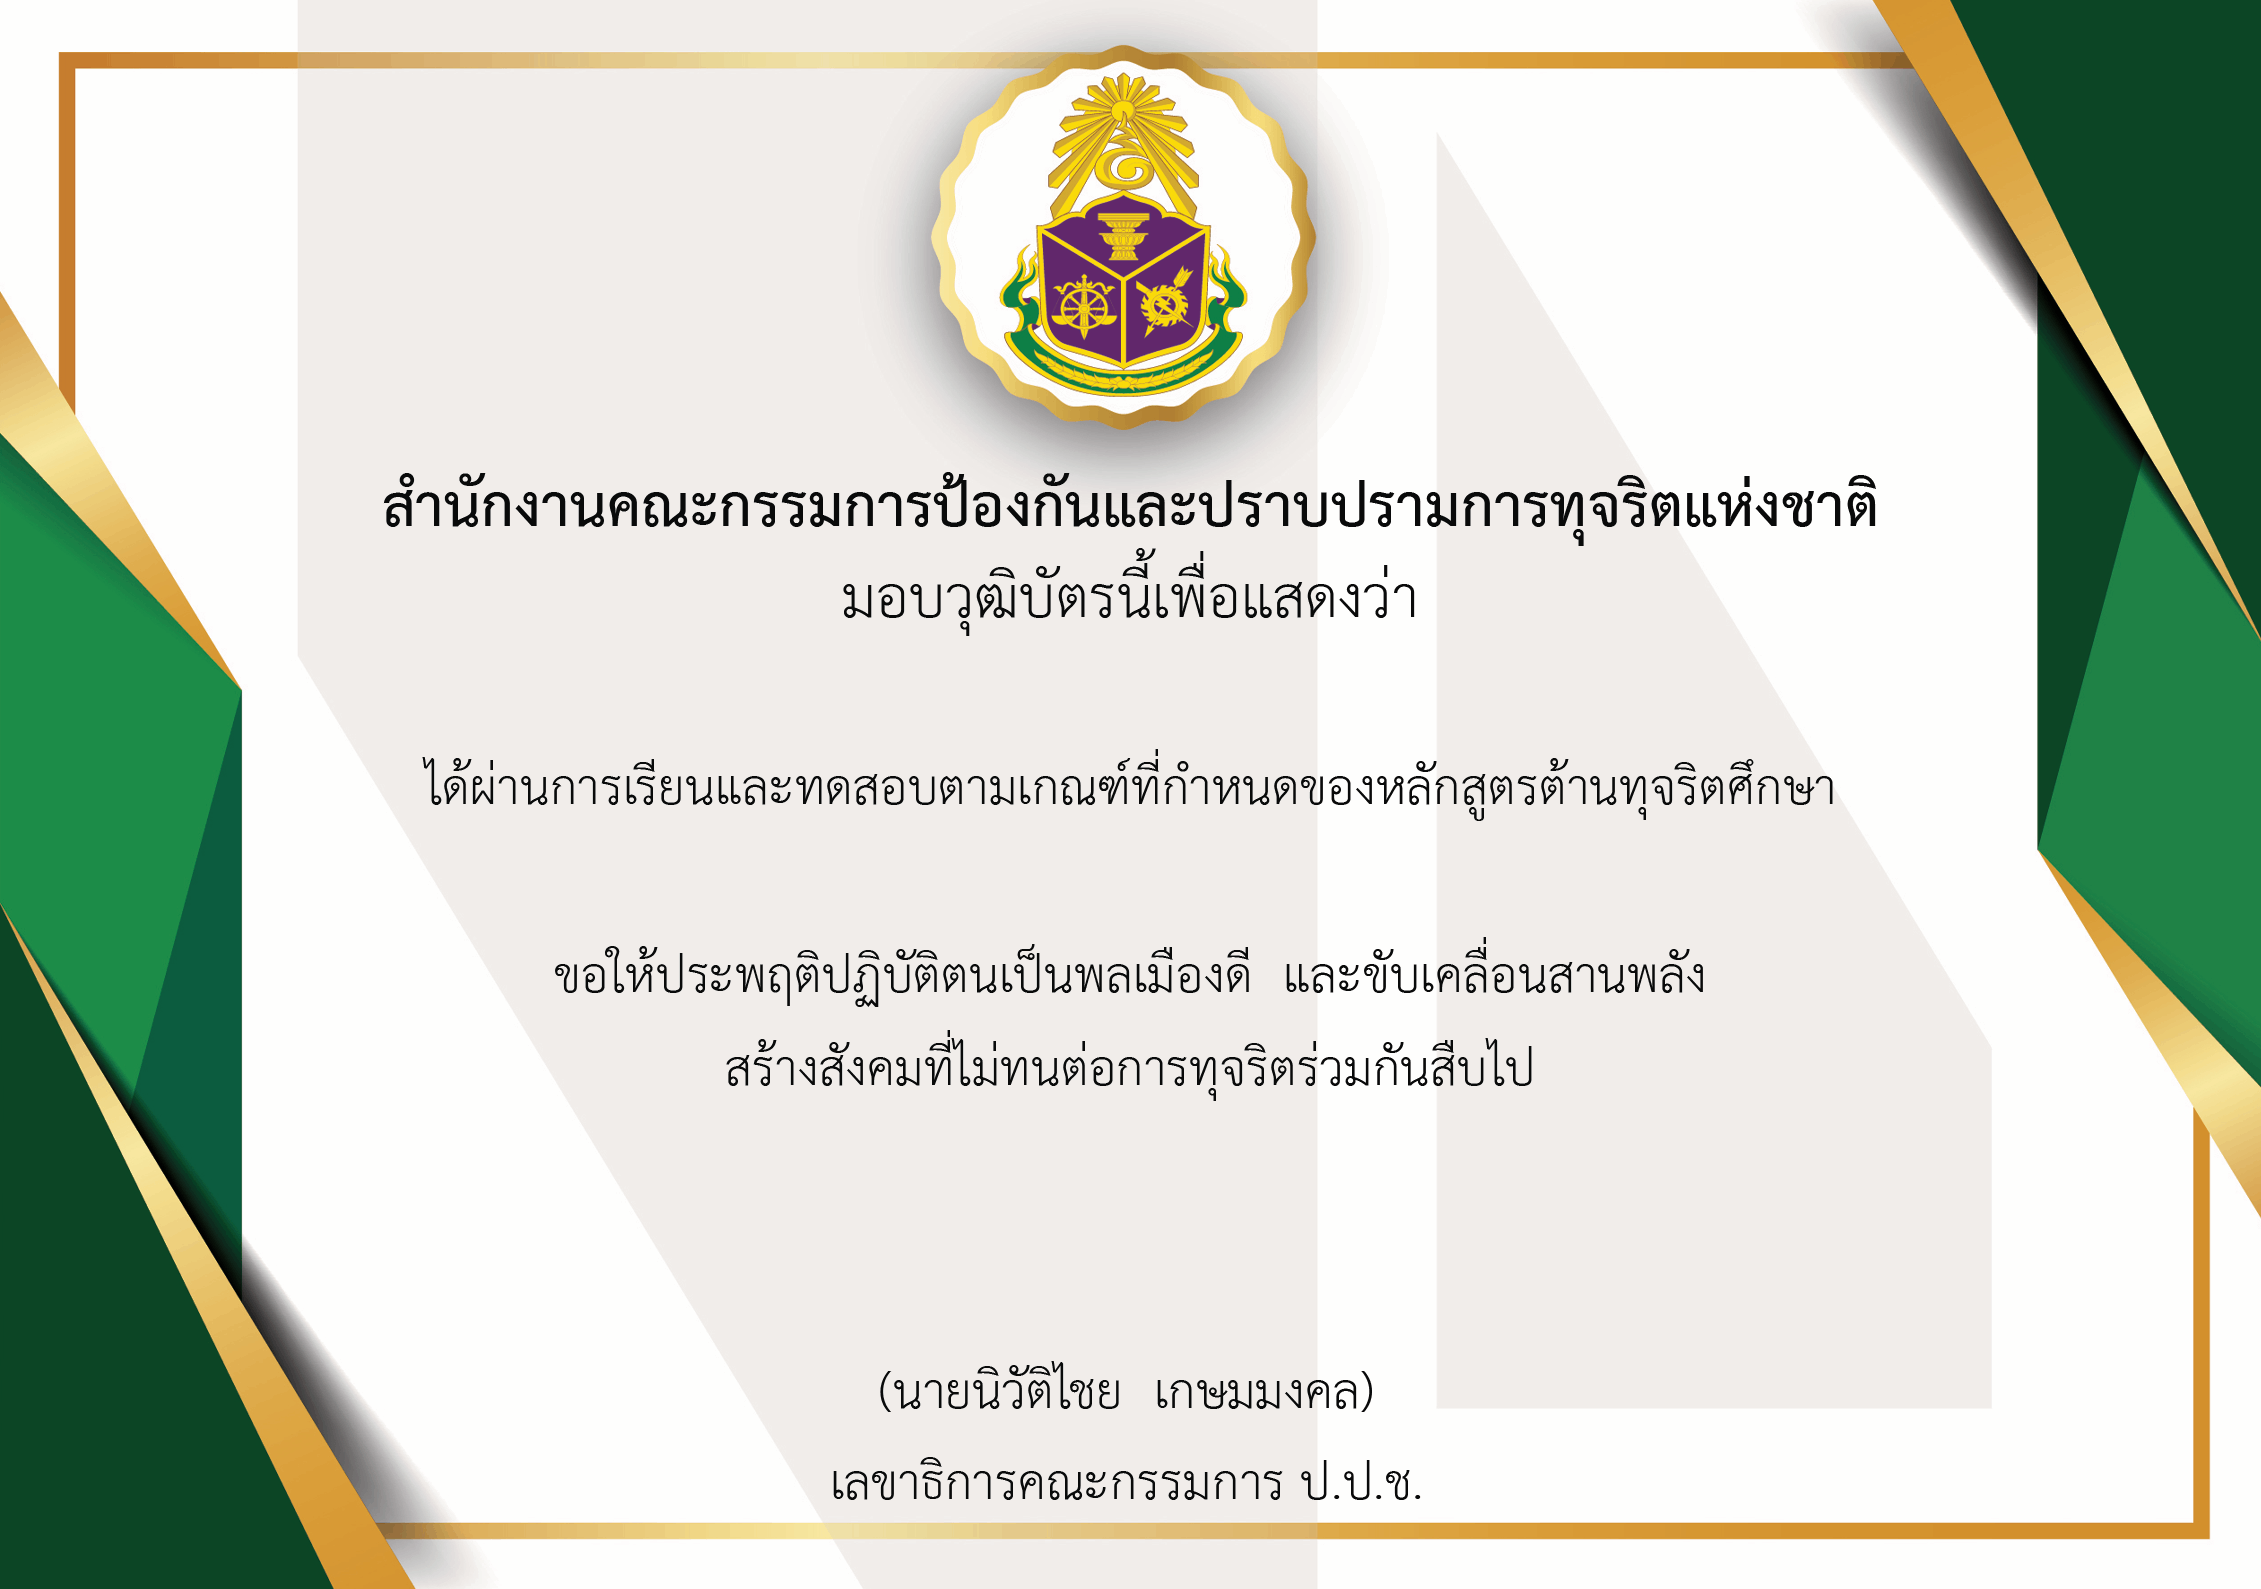 สำนักงานคณะกรรมการป้องกันและปราบปรามการทุจริตแห่งชาติ
มอบวุฒิบัตรนี้เพื่อแสดงว่า
ได้ผ่านการเรียนและทดสอบตามเกณฑ์ที่กำหนดของหลักสูตรต้านทุจริตศึกษา
ขอให้ประพฤติปฏิบัติตนเป็นพลเมืองดี และขับเคลื่อนสานพลัง
สร้างสังคมที่ไม่ทนต่อการทุจริตร่วมกันสืบไป
(นายนิวัติไชย เกษมมงคล)
เลขาธิการคณะกรรมการ ป.ป.ช.